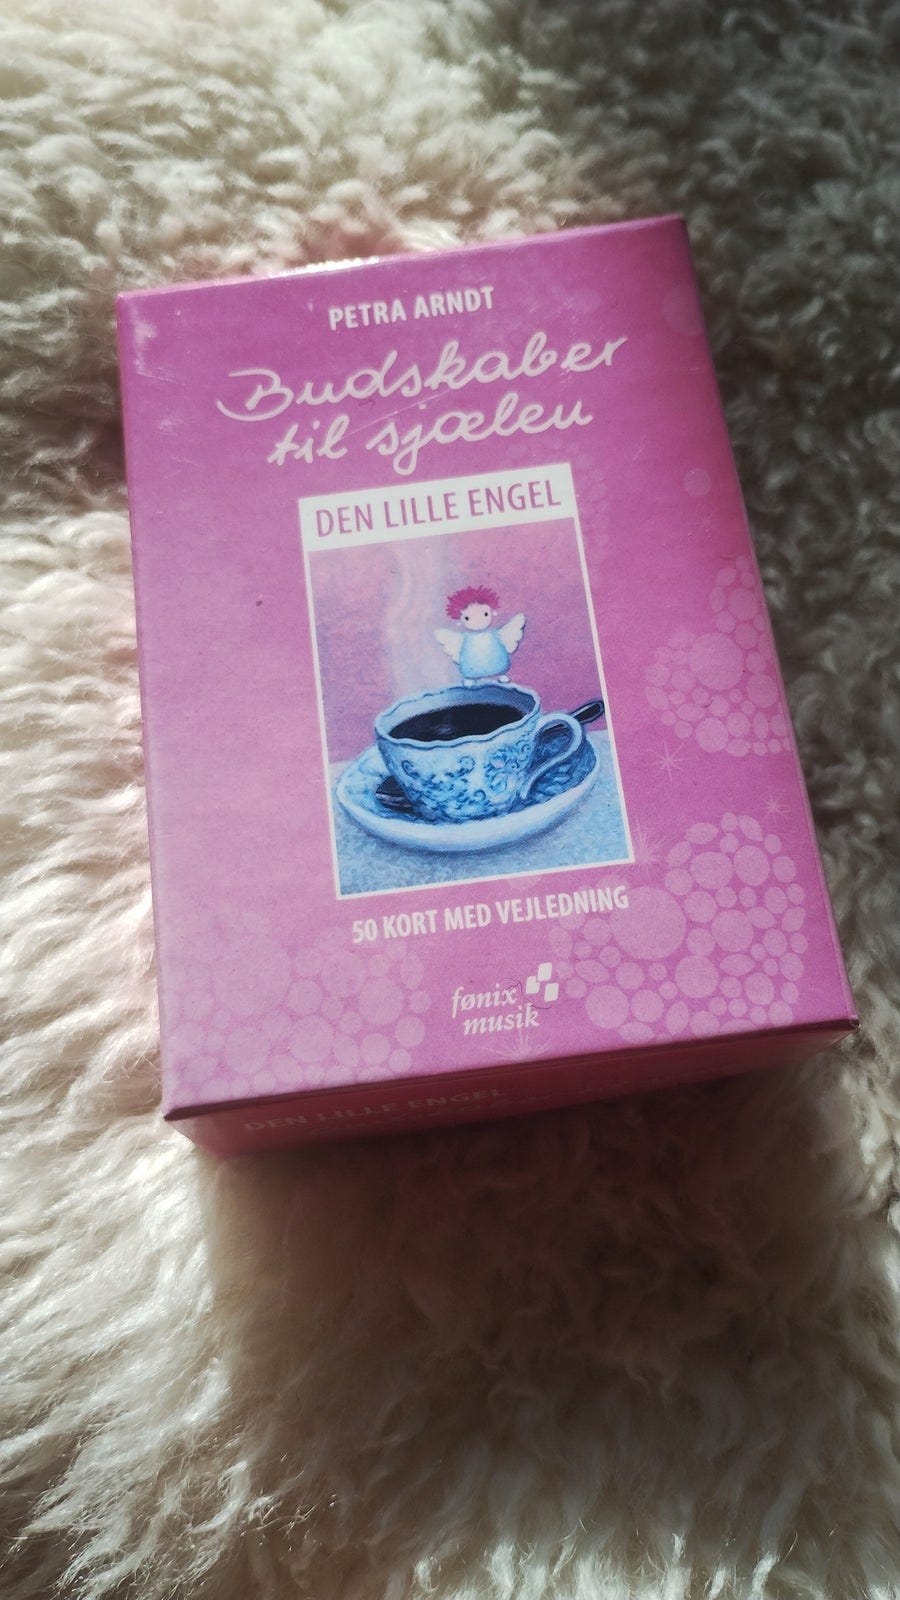 PETRA ARNDT
Budskaber
til sjælen
DEN LILLE ENGEL
50 KORT MED VEJLEDNING
fønix
musik
DEN LILLE ENGEL